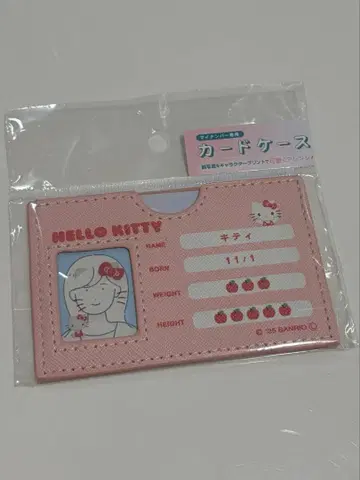 マイナンバー専用
カードケース
HELLO KITTY
NAME キティ
BORN 11/1
WEIGHT
HEIGHT
SANRIO